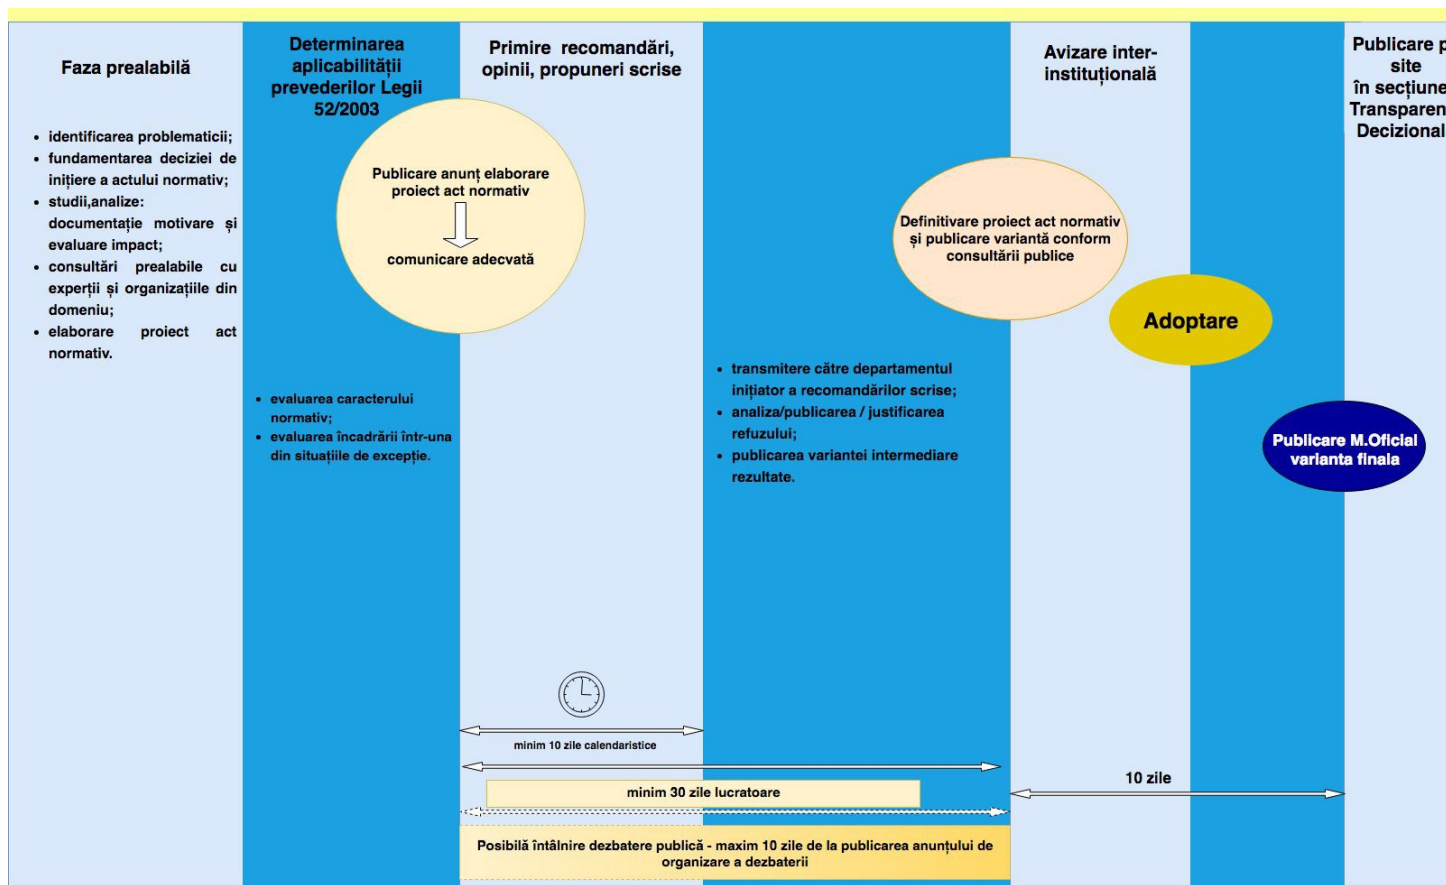 Faza prealabilă
• identificarea problematicii;
• fundamentarea deciziei de
inițiere a actului normativ;
• studii,analize:
documentație motivare și
evaluare impact;
• consultări prealabile cu
experții și organizațiile din
domeniu;
• elaborare proiect act
normativ.
Determinarea
aplicabilității
prevederilor Legii
52/2003
• evaluarea caracterului
normativ;
• evaluarea încadrării într-una
din situațiile de excepție.
Publicare anunț elaborare
proiect act normativ
comunicare adecvată
Primire recomandări,
opinii, propuneri scrise
• transmitere către departamentul
inițiator a recomandărilor scrise;
• analiza/publicarea / justificarea
refuzului;
• publicarea variantei intermediare
rezultate.
Definitivare proiect act normativ
și publicare variantă conform
consultării publice
Avizare inter-
instituțională
Adoptare
Publicare M.Oficial
varianta finala
Publicare p
site
în secțiune
Transparen
Decizional
minim 10 zile calendaristice
minim 30 zile lucratoare
10 zile
Posibilă întâlnire dezbatere publică - maxim 10 zile de la publicarea anunțului de
organizare a dezbaterii